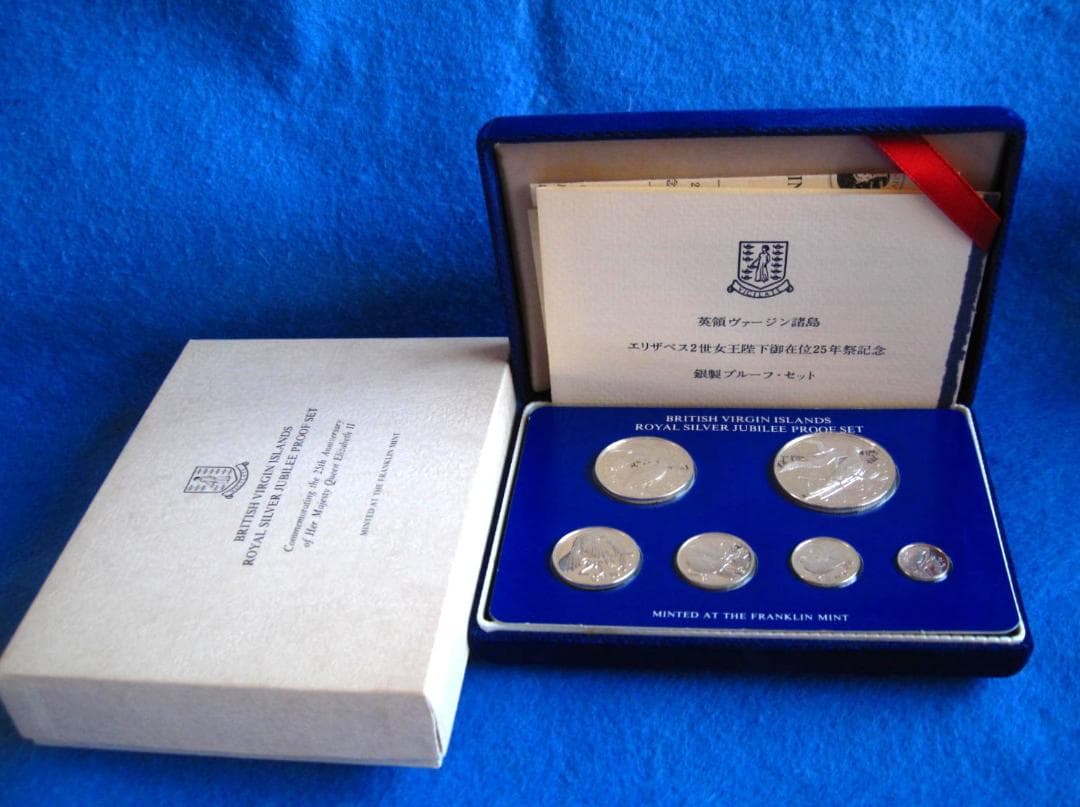 BRITISH VIRGIN ISLANDS
ROYAL SILVER JUBILEE PROOF SET
Commemorating the 25th Anniversary
of Her Majesty Queen Elizabeth II
MINTED AT THE FRANKLIN MINT
VIGILATE
英領ヴァージン諸島
エリザベス2世女王陛下御在位25年祭記念
銀製プルーフ・セット
BRITISH VIRGIN ISLANDS
ROYAL SILVER JUBILEE PROOF SET
MINTED AT THE FRANKLIN MINT